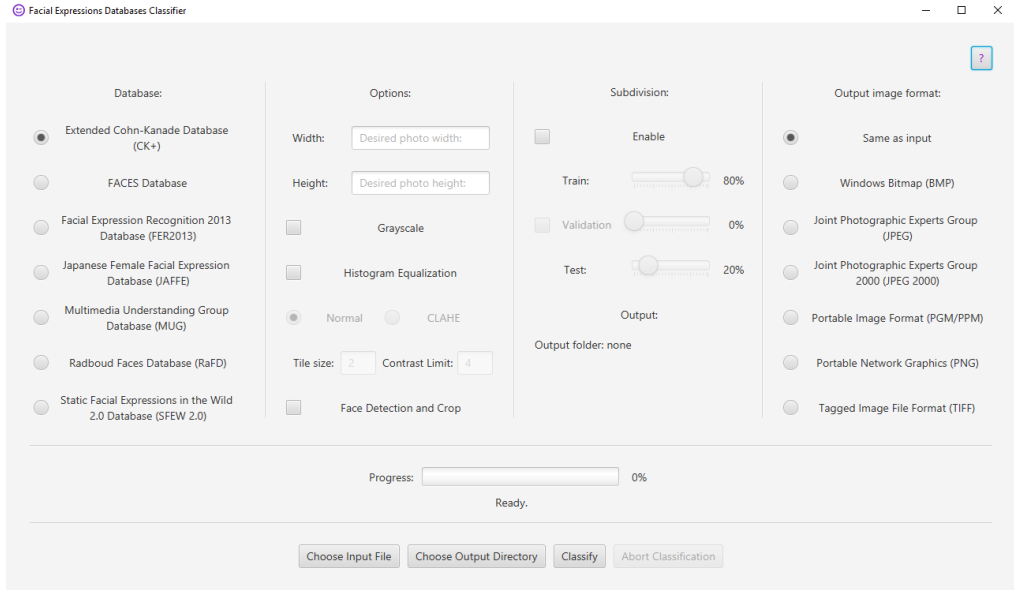 Facial Expressions Databases Classifier
?
Database:
Extended Cohn-Kanade Database
(CK+)
FACES Database
Facial Expression Recognition 2013
Database (FER2013)
Japanese Female Facial Expression
Database (JAFFE)
Multimedia Understanding Group
Database (MUG)
Radboud Faces Database (RaFD)
Static Facial Expressions in the Wild
2.0 Database (SFEW 2.0)
Options:
Width: Desired photo width:
Height: Desired photo height:
Grayscale
Histogram Equalization
Normal CLAHE
Tile size: 2 Contrast Limit: 4
Face Detection and Crop
Subdivision:
Enable
Train: 80%
Validation 0%
Test: 20%
Output:
Output folder: none
Output image format:
Same as input
Windows Bitmap (BMP)
Joint Photographic Experts Group
(JPEG)
Joint Photographic Experts Group
2000 (JPEG 2000)
Portable Image Format (PGM/PPM)
Portable Network Graphics (PNG)
Tagged Image File Format (TIFF)
Progress: 0%
Ready.
Choose Input File Choose Output Directory Classify Abort Classification